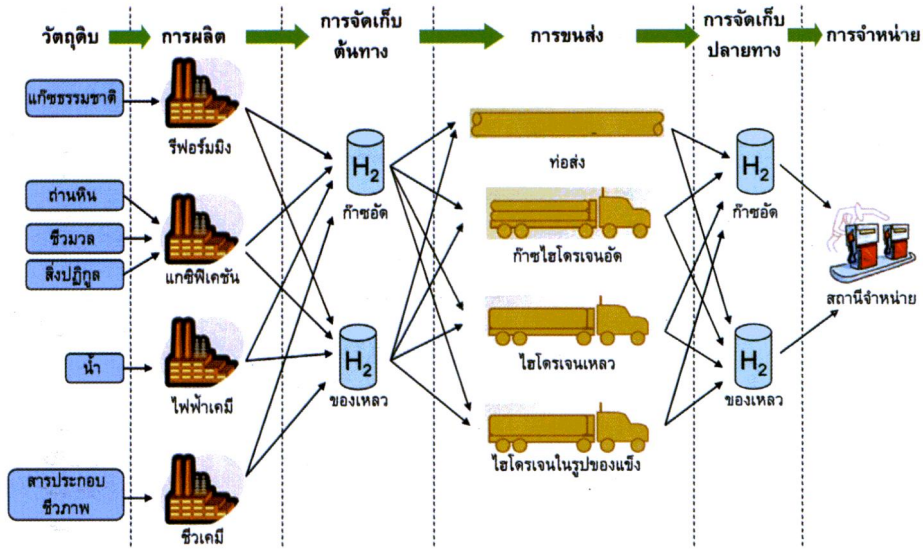 วัตถุดิบ
การผลิต
การจัดเก็บ
ต้นทาง
การขนส่ง
การจัดเก็บ
ปลายทาง
การจำหน่าย
แก๊ซธรรมชาติ
ถ่านหิน
ชีวมวล
สิ่งปฏิกูล
น้ำ
สารประกอบ
ชีวภาพ
รีฟอร์มมิง
แกซิฟิเคชัน
ไฟฟ้าเคมี
ชีวเคมี
H2
ก๊าซอัด
H2
ของเหลว
ท่อส่ง
ก๊าซไฮโดรเจนอัด
ไฮโดรเจนเหลว
ไฮโดรเจนในรูปของแข็ง
H2
ก๊าซอัด
H2
ของเหลว
สถานีจำหน่าย